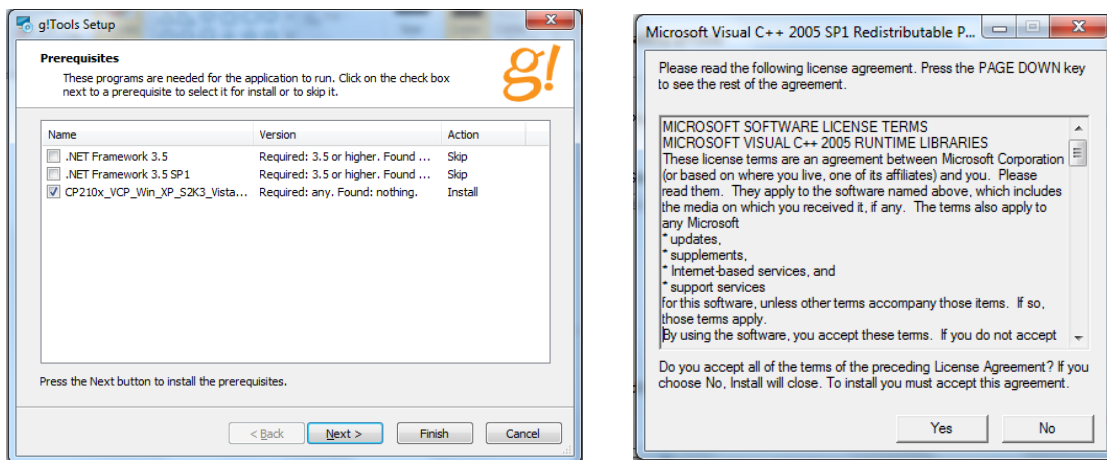 g!Tools Setup
Prerequisites
These programs are needed for the application to run. Click on the check box
next to a prerequisite to select it for install or to skip it.
g!
Name Version Action
.NET Framework 3.5 Required: 3.5 or higher. Found ... Skip
.NET Framework 3.5 SP1 Required: 3.5 or higher. Found ... Skip
CP210x_VCP_Win_XP_S2K3_Vista... Required: any. Found: nothing. Install
Press the Next button to install the prerequisites.
< Back Next > Finish Cancel
Microsoft Visual C++ 2005 SP1 Redistributable P...
Please read the following license agreement. Press the PAGE DOWN key
to see the rest of the agreement.
MICROSOFT SOFTWARE LICENSE TERMS
MICROSOFT VISUAL C++ 2005 RUNTIME LIBRARIES
These license terms are an agreement between Microsoft Corporation
(or based on where you live, one of its affiliates) and you. Please
read them. They apply to the software named above, which includes
the media on which you received it, if any. The terms also apply to
any Microsoft
* updates,
* supplements,
* Internet-based services, and
* support services
for this software, unless other terms accompany those items. If so,
those terms apply.
By using the software, you accept these terms. If you do not accept
Do you accept all of the terms of the preceding License Agreement? If you
choose No, Install will close. To install you must accept this agreement.
Yes No